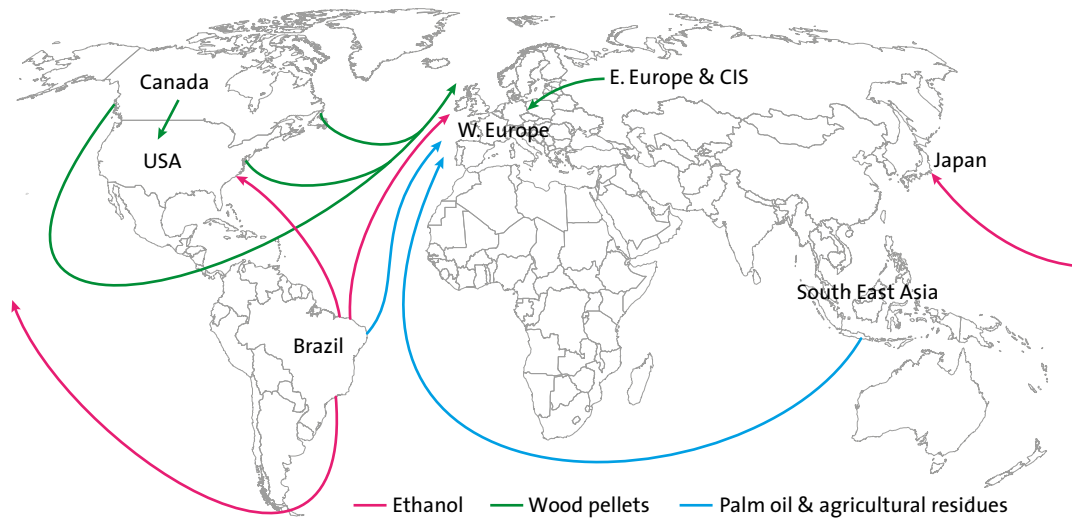 Canada
E. Europe & CIS
W. Europe
USA
Japan
South East Asia
Brazil
Ethanol
Wood pellets
Palm oil & agricultural residues